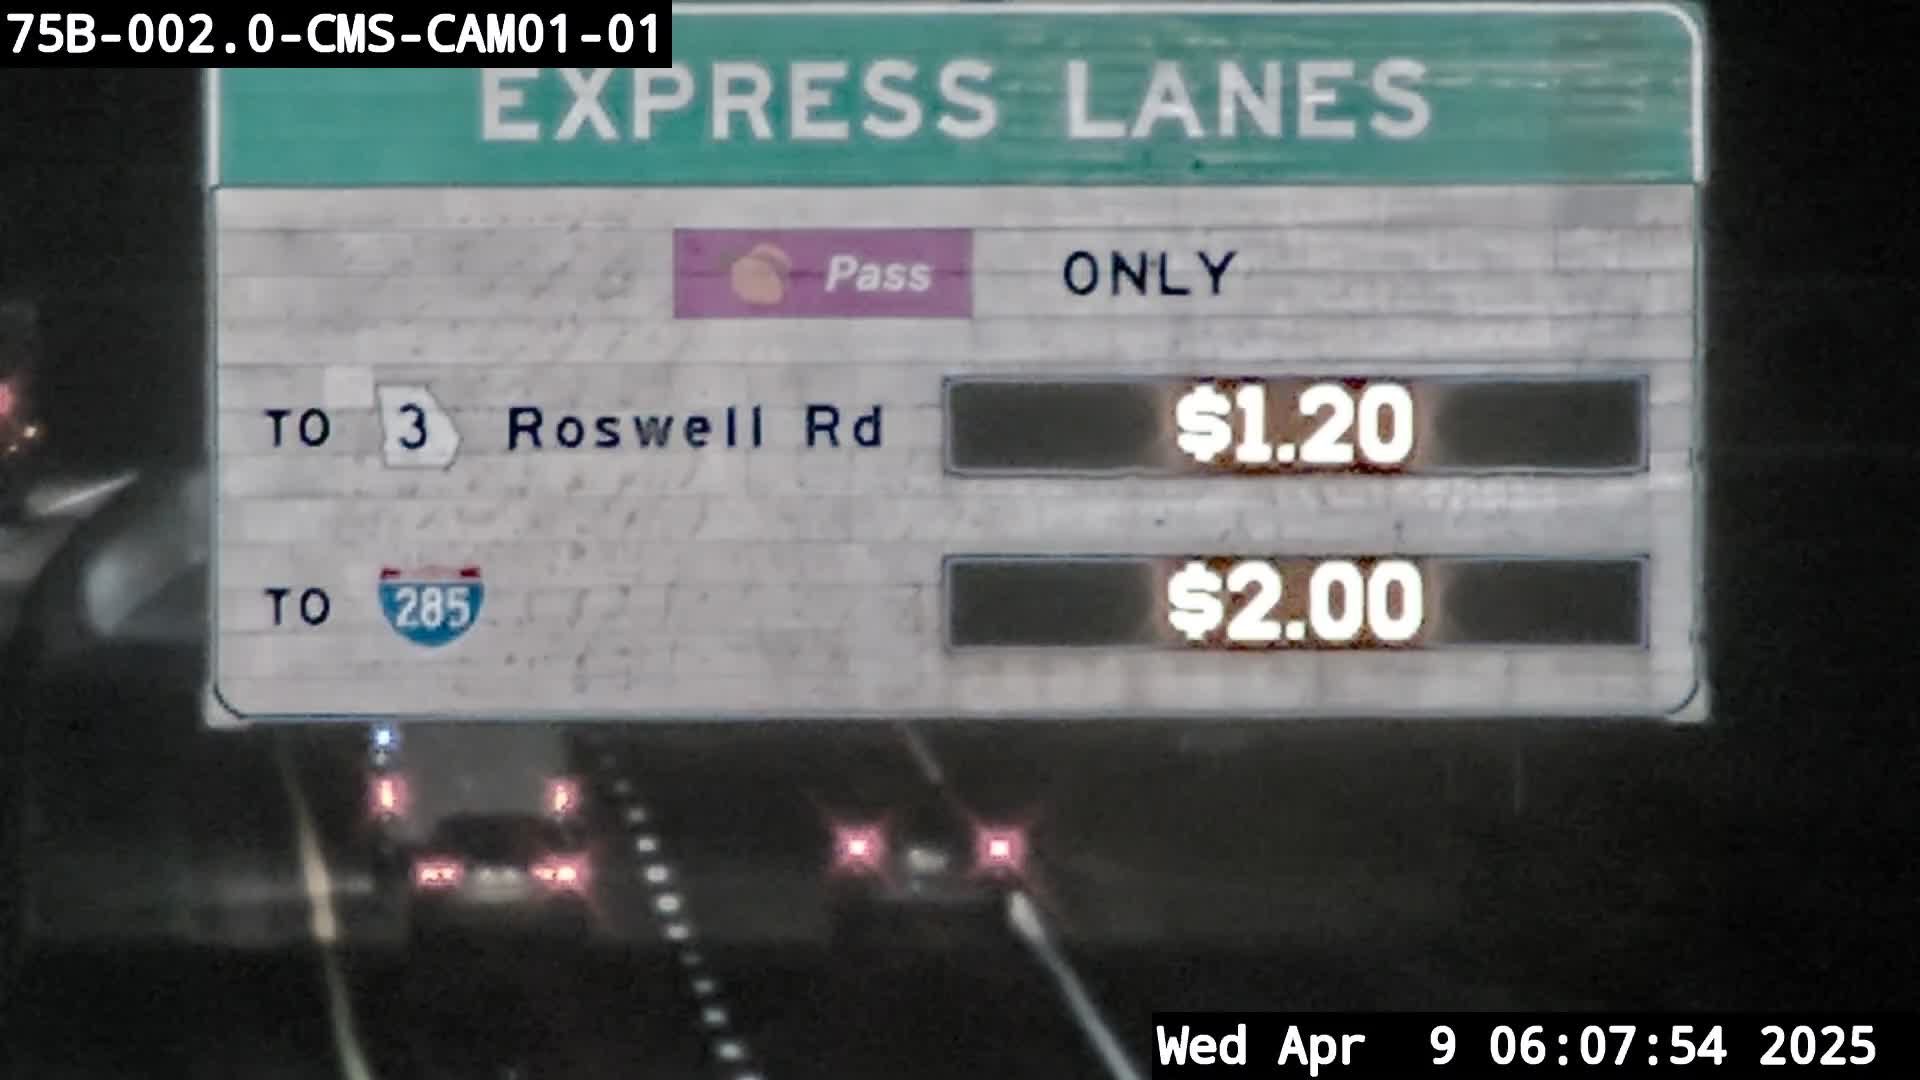 75B-002.0-CMS-CAM01-01
EXPRESS LANES
Pass ONLY
TO 3 Roswell Rd $1.20
TO 285 $2.00
Wed Apr 9 06:07:54 2025